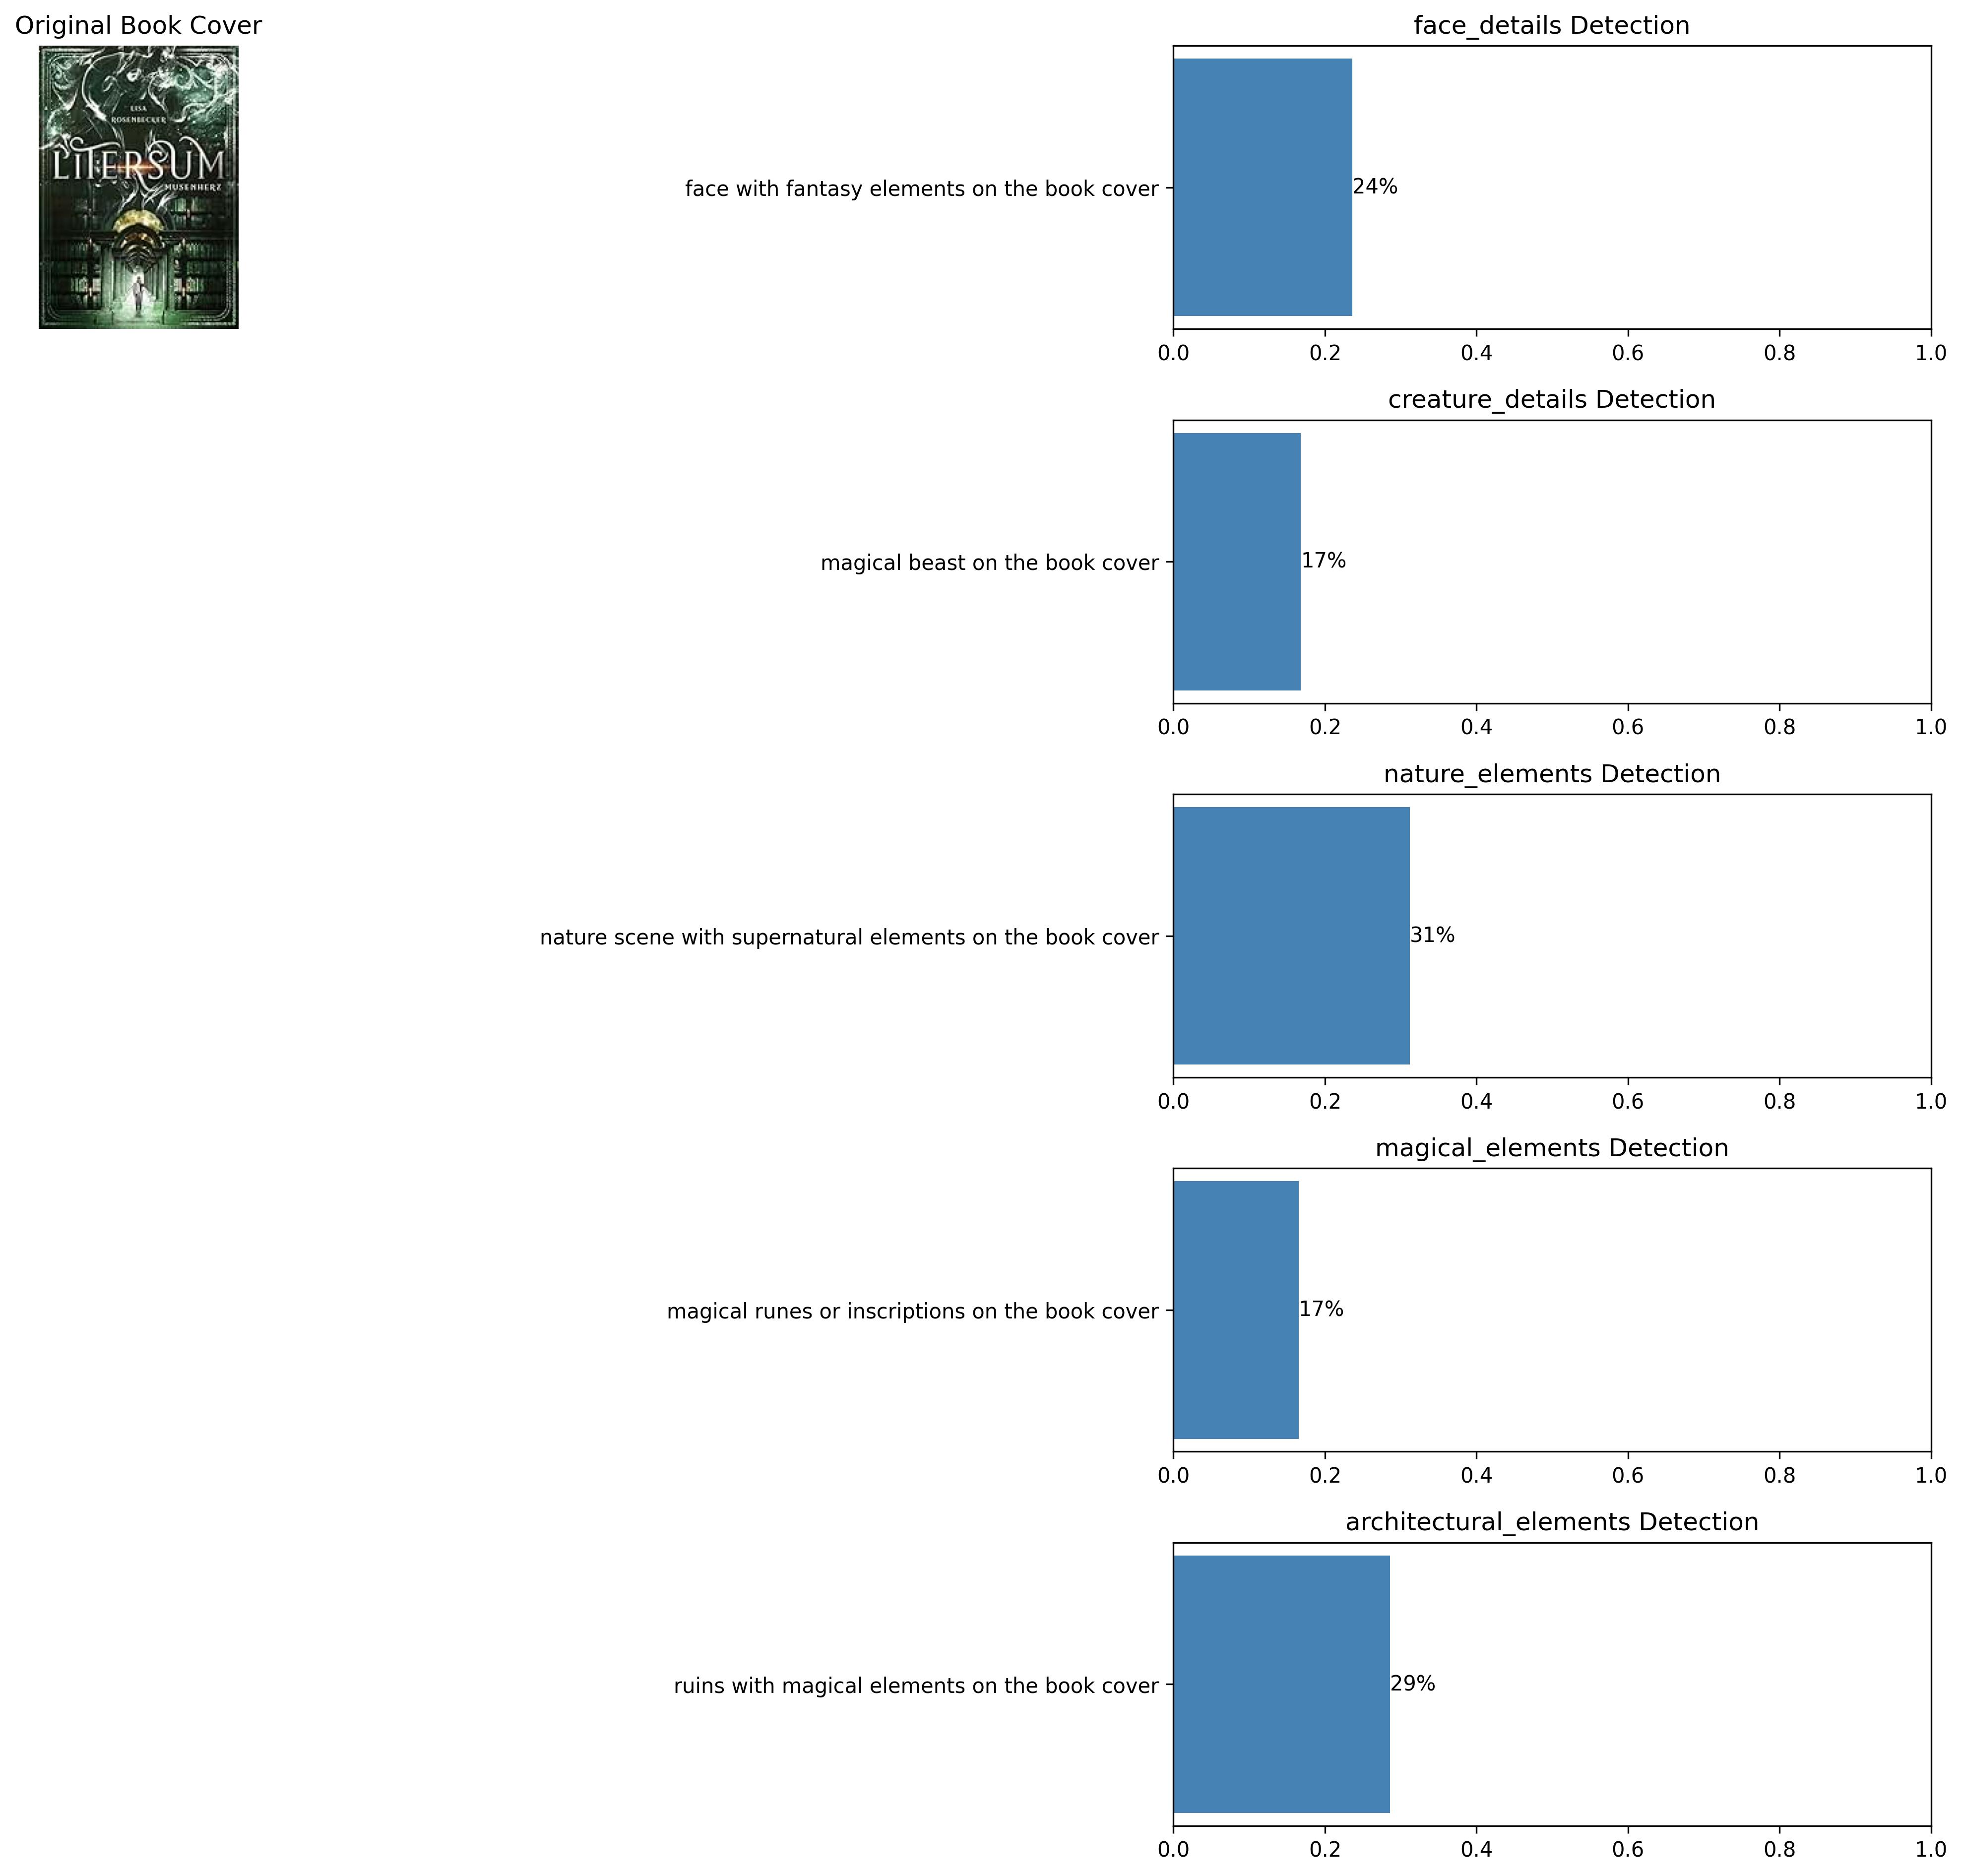 Original Book Cover
LISA
ROSENBECKER
LITERSUM
MUSENHERZ
face_details Detection
face with fantasy elements on the book cover
24%
0.0 0.2 0.4 0.6 0.8 1.0
creature_details Detection
magical beast on the book cover
17%
0.0 0.2 0.4 0.6 0.8 1.0
nature_elements Detection
nature scene with supernatural elements on the book cover
31%
0.0 0.2 0.4 0.6 0.8 1.0
magical_elements Detection
magical runes or inscriptions on the book cover
17%
0.0 0.2 0.4 0.6 0.8 1.0
architectural_elements Detection
ruins with magical elements on the book cover
29%
0.0 0.2 0.4 0.6 0.8 1.0